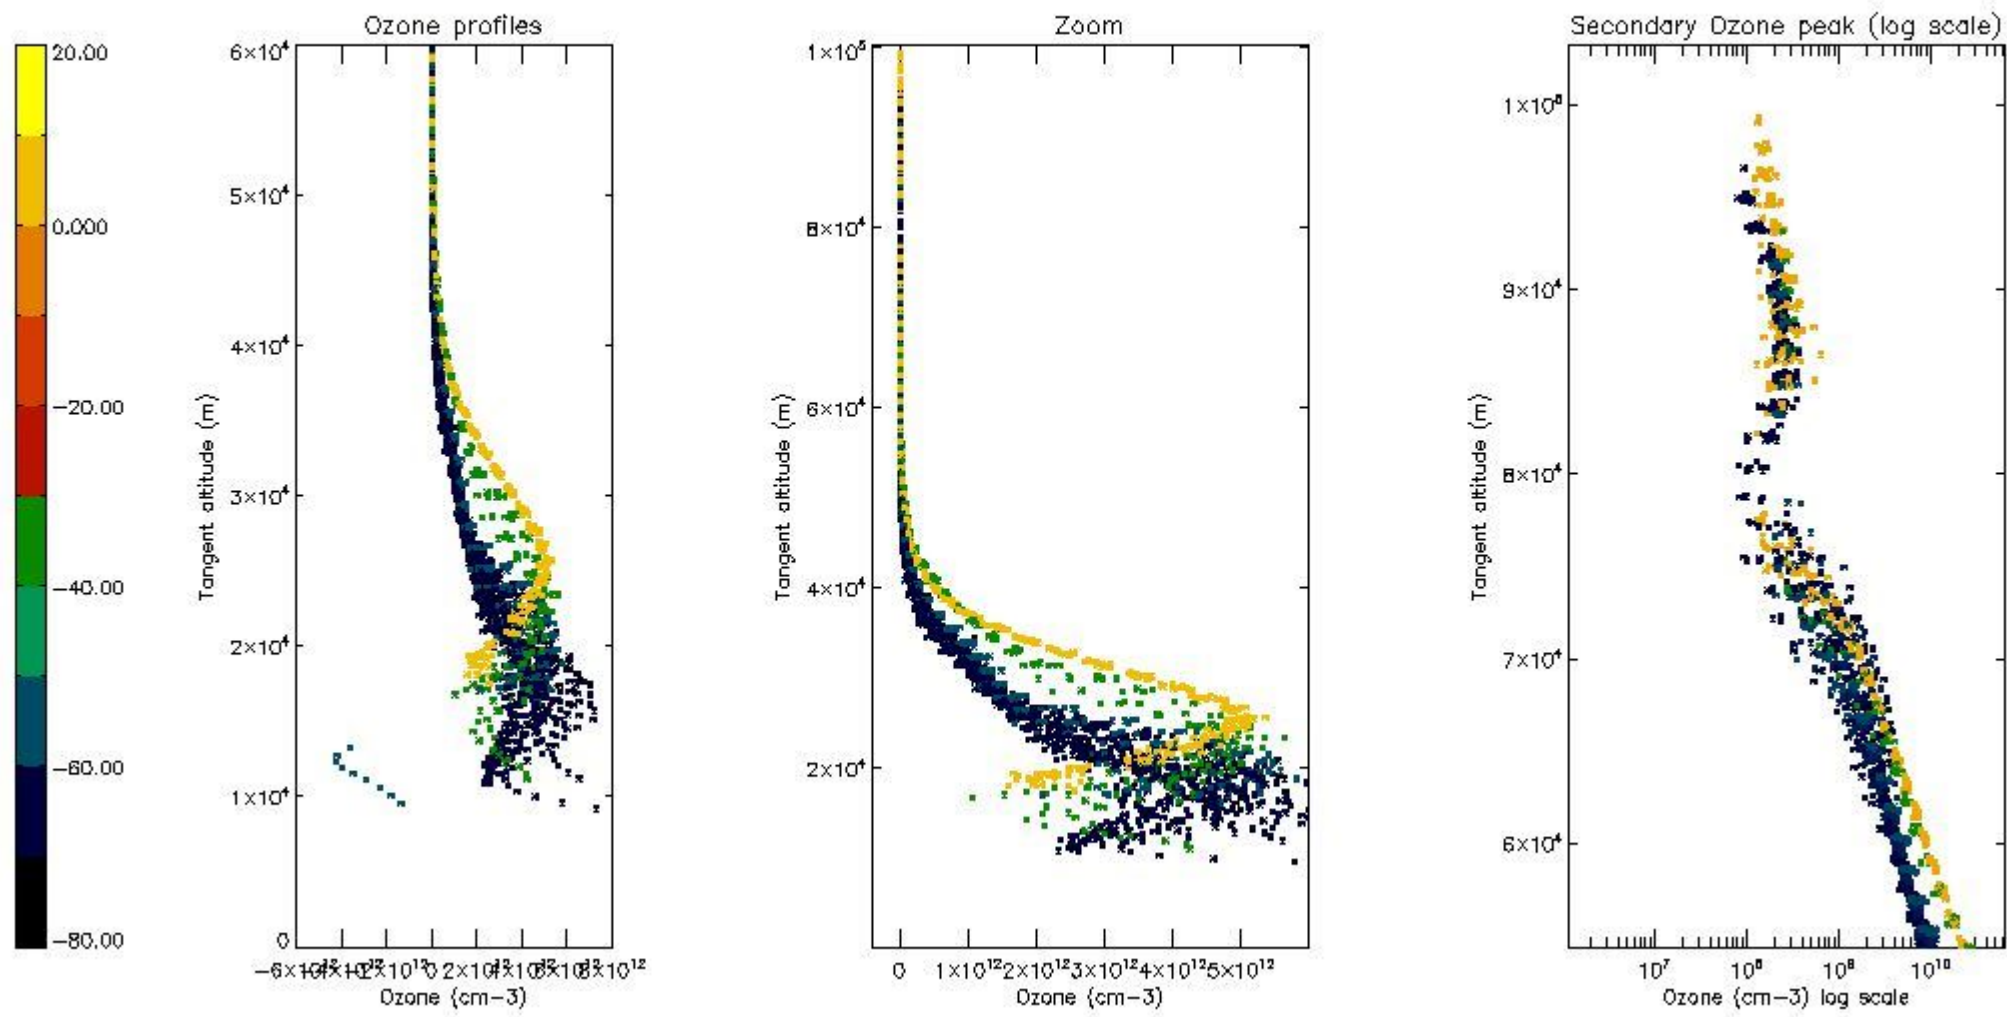 Ozone profiles
Zoom
Secondary Ozone peak (log scale)
20.00
0.000
−20.00
−40.00
−60.00
−80.00
6×10⁴
5×10⁴
4×10⁴
3×10⁴
2×10⁴
1×10⁴
0
Tangent altitude (m)
0
8×10¹²
Ozone (cm−3)
1×10⁵
8×10⁴
6×10⁴
4×10⁴
2×10⁴
Tangent altitude (m)
0 1×10¹² 2×10¹² 3×10¹² 4×10¹² 5×10¹²
Ozone (cm−3)
9×10⁴
8×10⁴
7×10⁴
6×10⁴
Tangent altitude (m)
10⁷ 10⁸ 10⁹ 10¹⁰
Ozone (cm−3) log scale